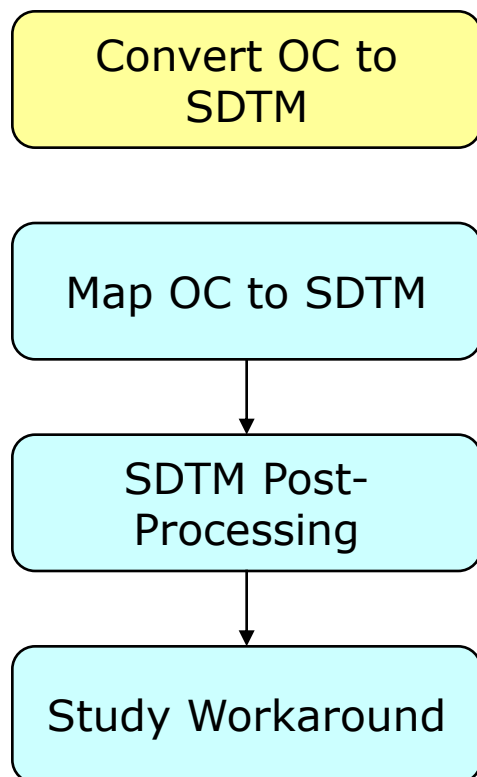 Convert OC to
SDTM
Map OC to SDTM
SDTM Post-
Processing
Study Workaround